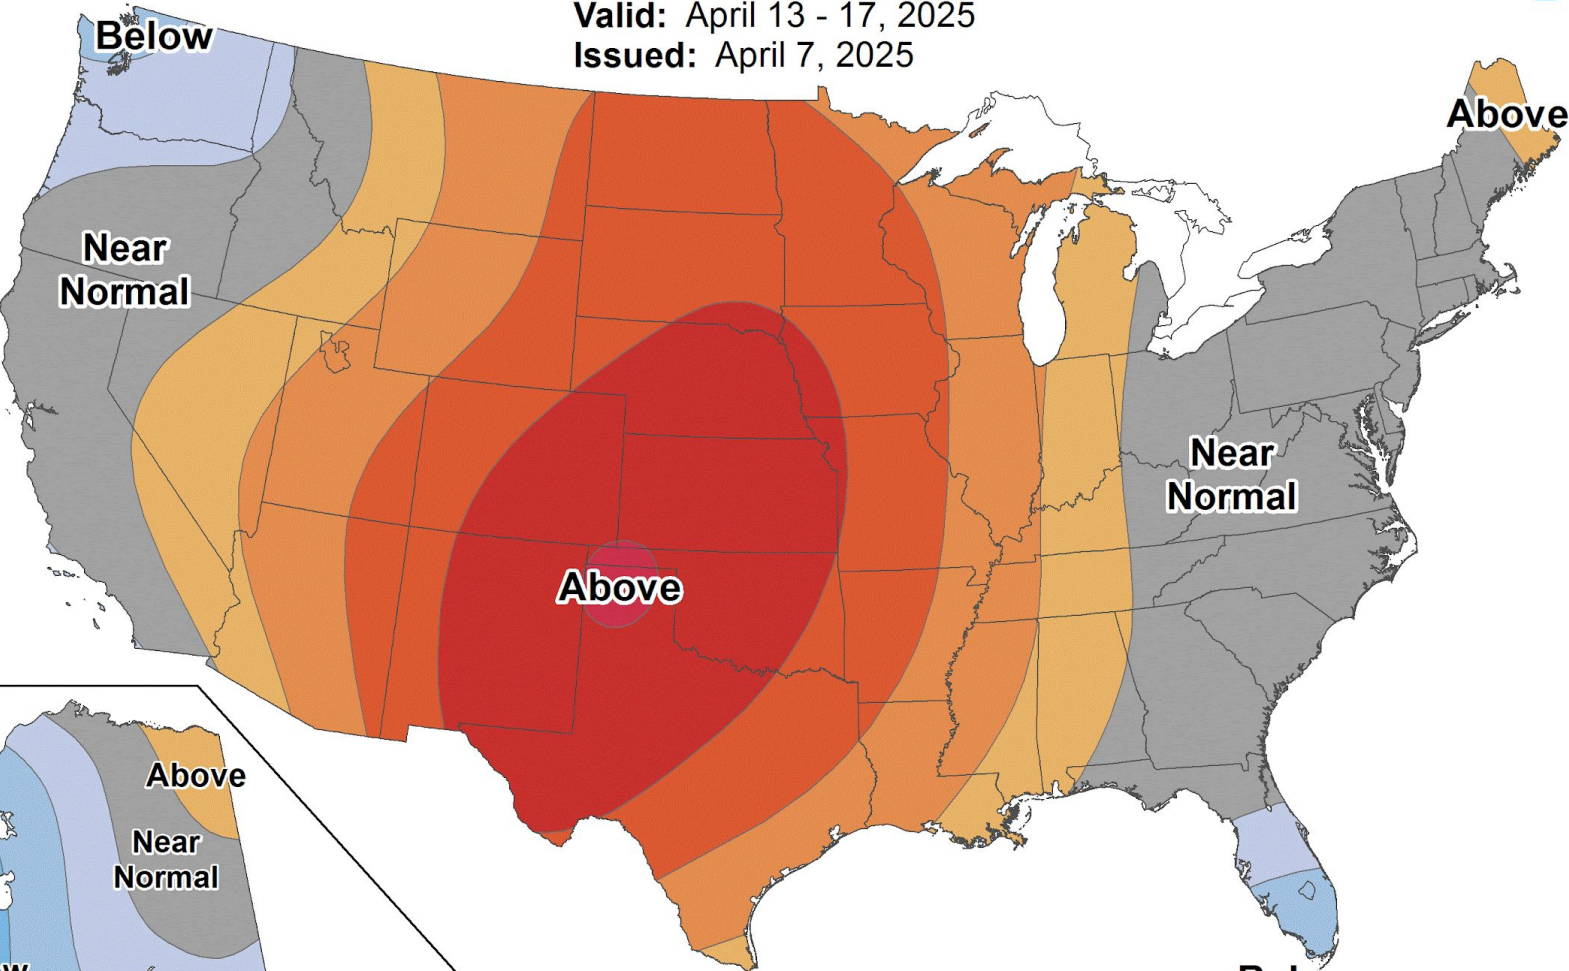 Valid: April 13 - 17, 2025
Issued: April 7, 2025
Below
Above
Near
Normal
Near
Normal
Above
Above
Near
Normal